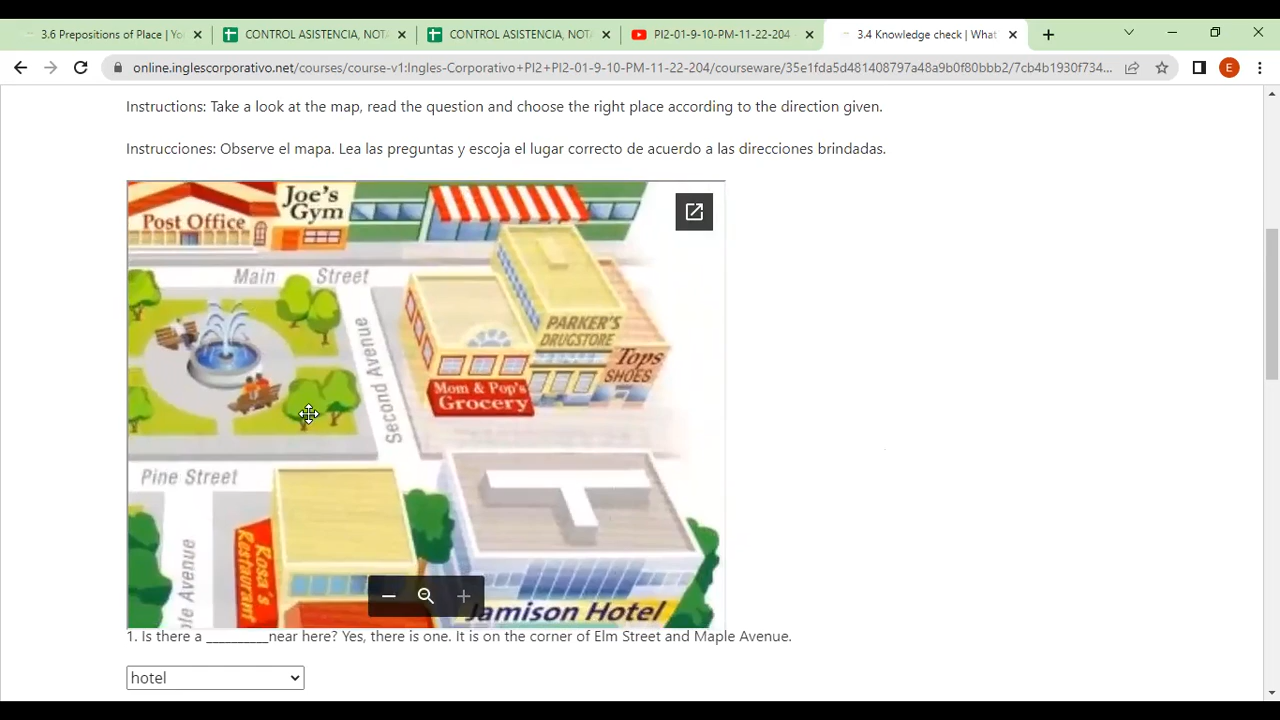 3.6 Prepositions of Place | Yo
CONTROL ASISTENCIA, NOTA
CONTROL ASISTENCIA, NOTA
PI2-01-9-10-PM-11-22-204
3.4 Knowledge check | What
online.inglescorporativo.net/courses/course-v1:Ingles-Corporativo+PI2+PI2-01-9-10-PM-11-22-204/courseware/35e1fda5d481408797a48a9b0f80bbb2/7cb4b1930f734...
E
Instructions: Take a look at the map, read the question and choose the right place according to the direction given.
Instrucciones: Observe el mapa. Lea las preguntas y escoja el lugar correcto de acuerdo a las direcciones brindadas.
Post Office
Joe's
Gym
Main Street
Second Avenue
PARKER'S
DRUGSTORE
Tops
SHOES
Mom & Pop's
Grocery
Pine Street
ple Avenue
Rosa's
Restaurant
Jamison Hotel
1. Is there a __________near here? Yes, there is one. It is on the corner of Elm Street and Maple Avenue.
hotel